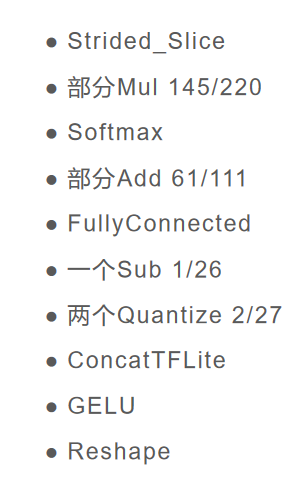 • Strided_Slice
• 部分Mul 145/220
• Softmax
• 部分Add 61/111
• FullyConnected
• 一个Sub 1/26
• 两个Quantize 2/27
• ConcatTFLite
• GELU
• Reshape